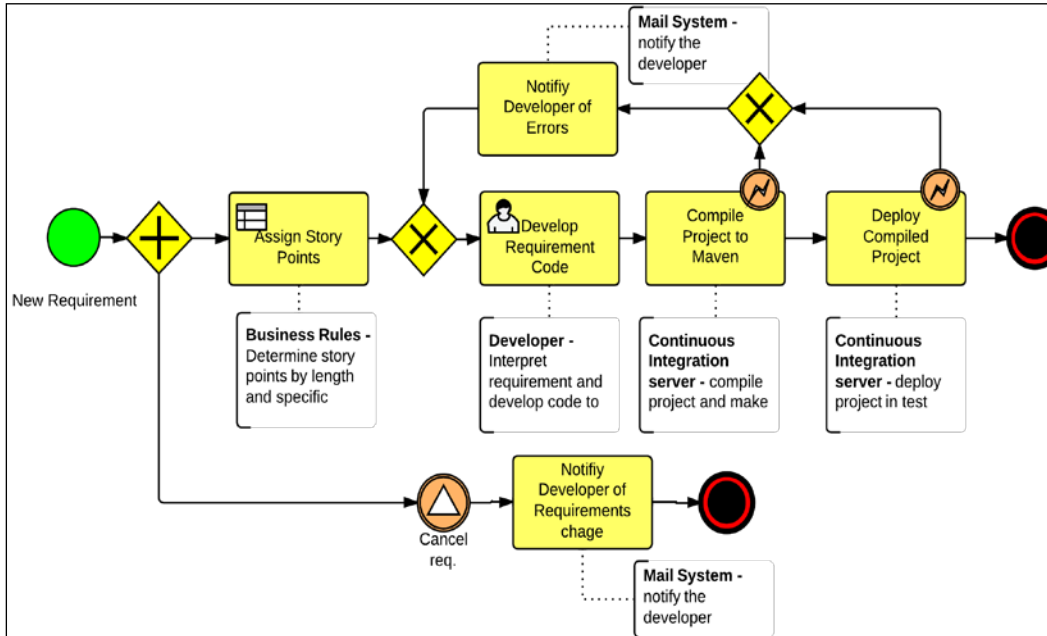 Mail System -
notify the
developer
Notifiy
Developer of
Errors
New Requirement
Assign Story
Points
Develop
Requirement
Code
Compile
Project to
Maven
Deploy
Compiled
Project
Business Rules -
Determine story
points by length
and specific
Developer -
Interpret
requirement and
develop code to
Continuous
Integration
server - compile
project and make
Continuous
Integration
server - deploy
project in test
Cancel
req.
Notifiy
Developer of
Requirements
chage
Mail System -
notify the
developer